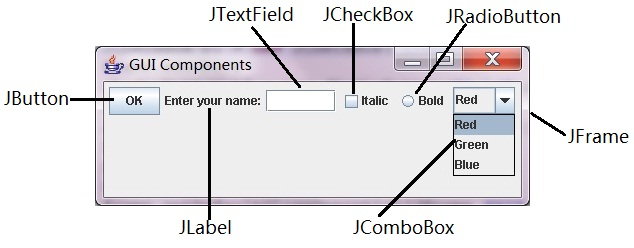 JTextField
JCheckBox
JRadioButton
GUI Components
JButton
OK
Enter your name:
Italic
Bold
Red
Red
Green
Blue
JFrame
JLabel
JComboBox